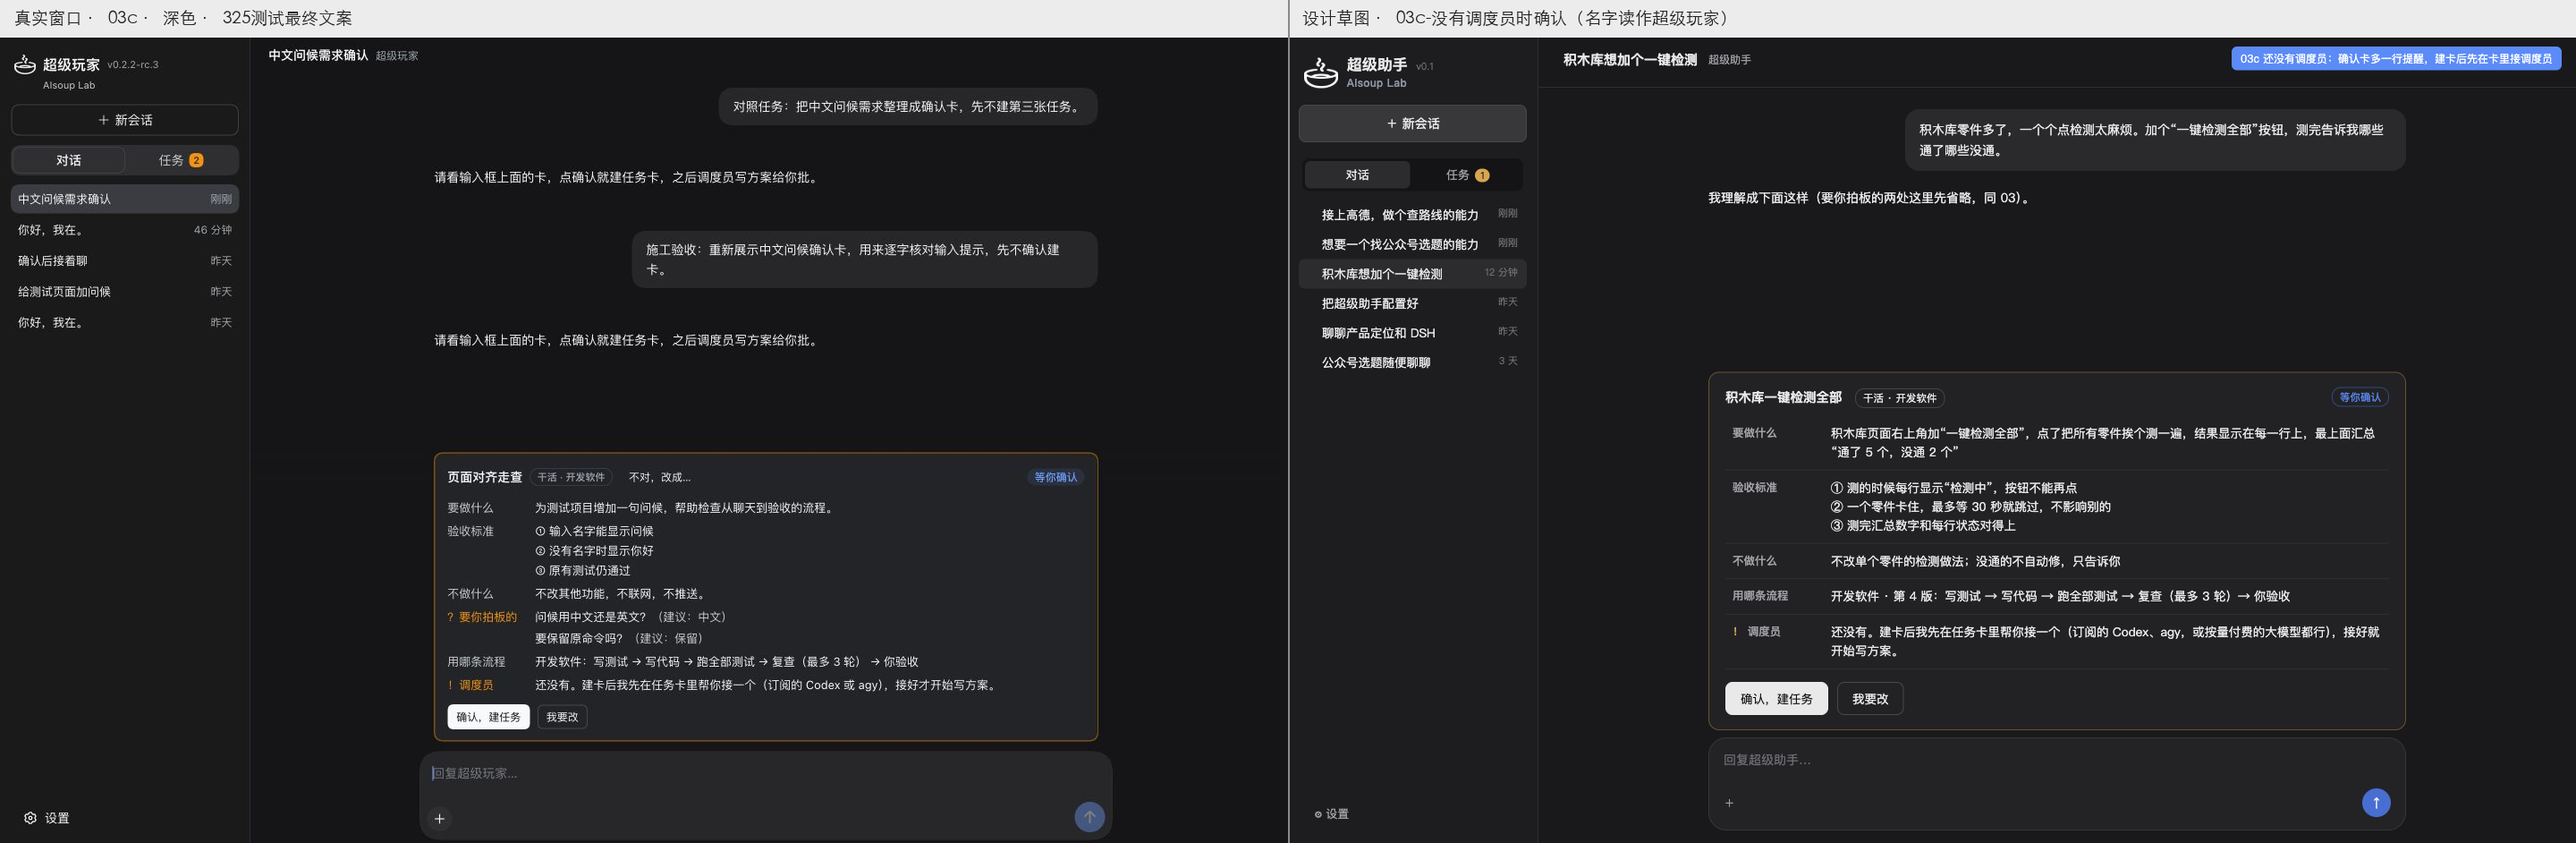 真实窗口 · 03c · 深色 · 325测试最终文案
超级玩家 v0.2.2-rc.3
AIsoup Lab
+ 新会话
对话 任务 2
中文问候需求确认 刚刚
你好，我在。 46 分钟
确认后接着聊 昨天
给测试页面加问候 昨天
你好，我在。 昨天
设置
中文问候需求确认 超级玩家
对照任务：把中文问候需求整理成确认卡，先不建第三张任务。
请看输入框上面的卡，点确认就建任务卡，之后调度员写方案给你批。
施工验收：重新展示中文问候确认卡，用来逐字核对输入提示，先不确认建
卡。
请看输入框上面的卡，点确认就建任务卡，之后调度员写方案给你批。
页面对齐走查 干活 · 开发软件 不对，改成... 等你确认
要做什么 为测试项目增加一句问候，帮助检查从聊天到验收的流程。
验收标准 ① 输入名字能显示问候
② 没有名字时显示你好
③ 原有测试仍通过
不做什么 不改其他功能，不联网，不推送。
? 要你拍板的 问候用中文还是英文？（建议：中文）
要保留原命令吗？（建议：保留）
用哪条流程 开发软件：写测试 → 写代码 → 跑全部测试 → 复查（最多 3 轮） → 你验收
! 调度员 还没有。建卡后我先在任务卡里帮你接一个（订阅的 Codex 或 agy），接好才开始写方案。
确认，建任务 我要改
回复超级玩家...
+ ↑
设计草图 · 03c-没有调度员时确认（名字读作超级玩家）
超级助手 v0.1
AIsoup Lab
+ 新会话
对话 任务 1
接上高德，做个查路线的能力 刚刚
想要一个找公众号选题的能力 刚刚
积木库想加个一键检测 12 分钟
把超级助手配置好 昨天
聊聊产品定位和 DSH 昨天
公众号选题随便聊聊 3 天
设置
积木库想加个一键检测 超级助手 03c 还没有调度员：确认卡多一行提醒，建卡后先在卡里接调度员
积木库零件多了，一个个点检测太麻烦。加个“一键检测全部”按钮，测完告诉我哪些
通了哪些没通。
我理解成下面这样（要你拍板的两处这里先省略，同 03）。
积木库一键检测全部 干活 · 开发软件 等你确认
要做什么 积木库页面右上角加“一键检测全部”，点了把所有零件挨个测一遍，结果显示在每一行上，最上面汇总
“通了 5 个，没通 2 个”
验收标准 ① 测的时候每行显示“检测中”，按钮不能再点
② 一个零件卡住，最多等 30 秒就跳过，不影响别的
③ 测完汇总数字和每行状态对得上
不做什么 不改单个零件的检测做法；没通的不自动修，只告诉你
用哪条流程 开发软件 · 第 4 版：写测试 → 写代码 → 跑全部测试 → 复查（最多 3 轮）→ 你验收
! 调度员 还没有。建卡后我先在任务卡里帮你接一个（订阅的 Codex、agy，或按量付费的大模型都行），接好就
开始写方案。
确认，建任务 我要改
回复超级助手...
+ ↑